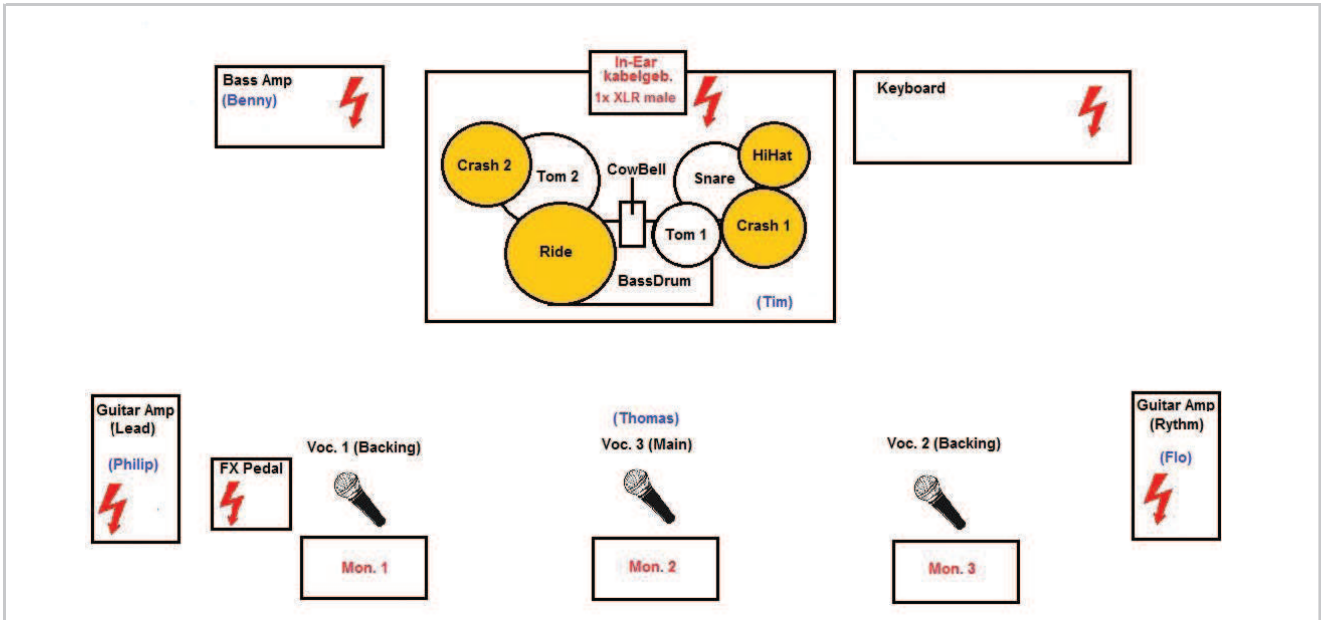 Bass Amp
(Benny)
In-Ear
kabelgeb.
1x XLR male
Keyboard
Crash 2
Tom 2
CowBell
Snare
HiHat
Ride
Tom 1
Crash 1
BassDrum
(Tim)
Guitar Amp
(Lead)
(Philip)
FX Pedal
Voc. 1 (Backing)
(Thomas)
Voc. 3 (Main)
Voc. 2 (Backing)
Guitar Amp
(Rythm)
(Flo)
Mon. 1
Mon. 2
Mon. 3